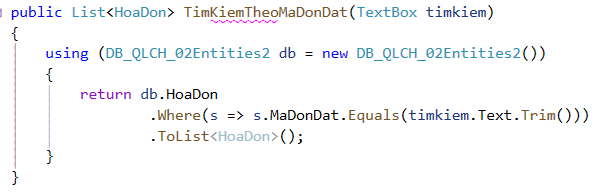 public List<HoaDon> TimKiemTheoMaDonDat(TextBox timkiem)
{
using (DB_QLCH_02Entities2 db = new DB_QLCH_02Entities2())
{
return db.HoaDon
.Where(s => s.MaDonDat.Equals(timkiem.Text.Trim()))
.ToList<HoaDon>();
}
}